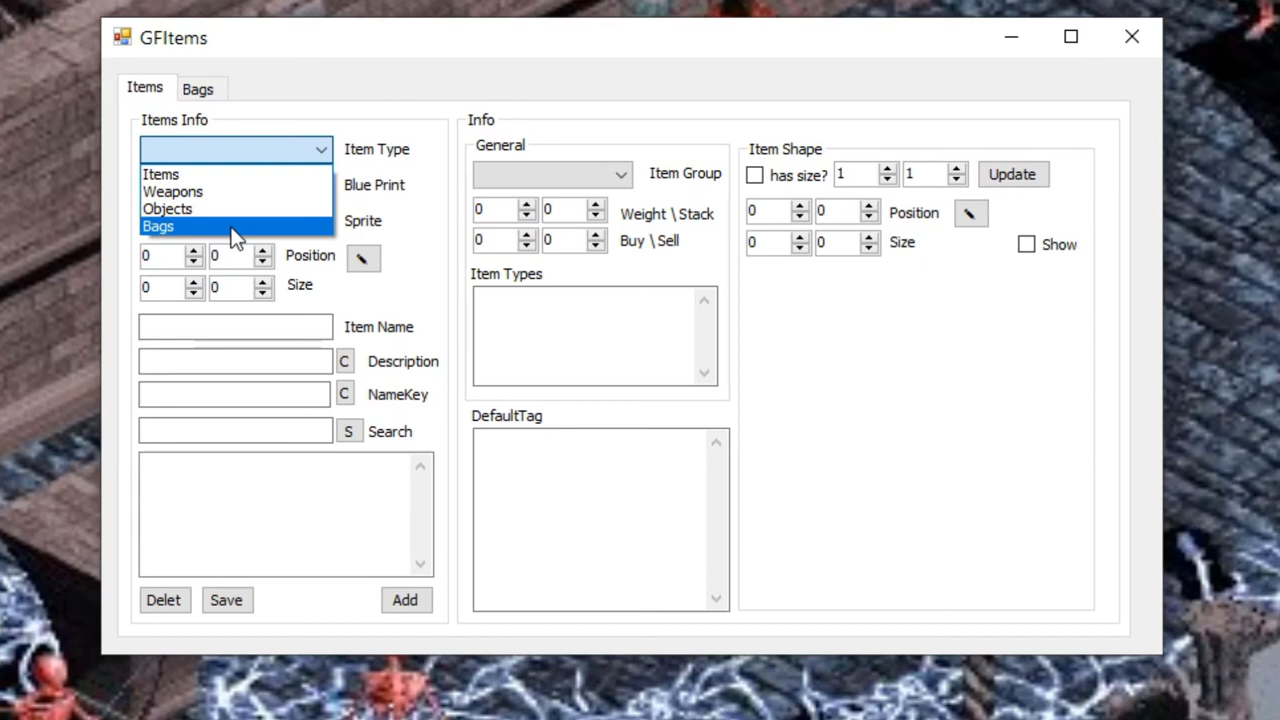 GFItems
Items Bags
Items Info
Item Type
Items
Weapons
Objects
Bags
Blue Print
Sprite
0 0 Position
0 0 Size
Item Name
C Description
C NameKey
S Search
Delet Save Add
Info
General
Item Group
0 0 Weight \ Stack
0 0 Buy \ Sell
Item Types
DefaultTag
Item Shape
has size? 1 1 Update
0 0 Position
0 0 Size Show